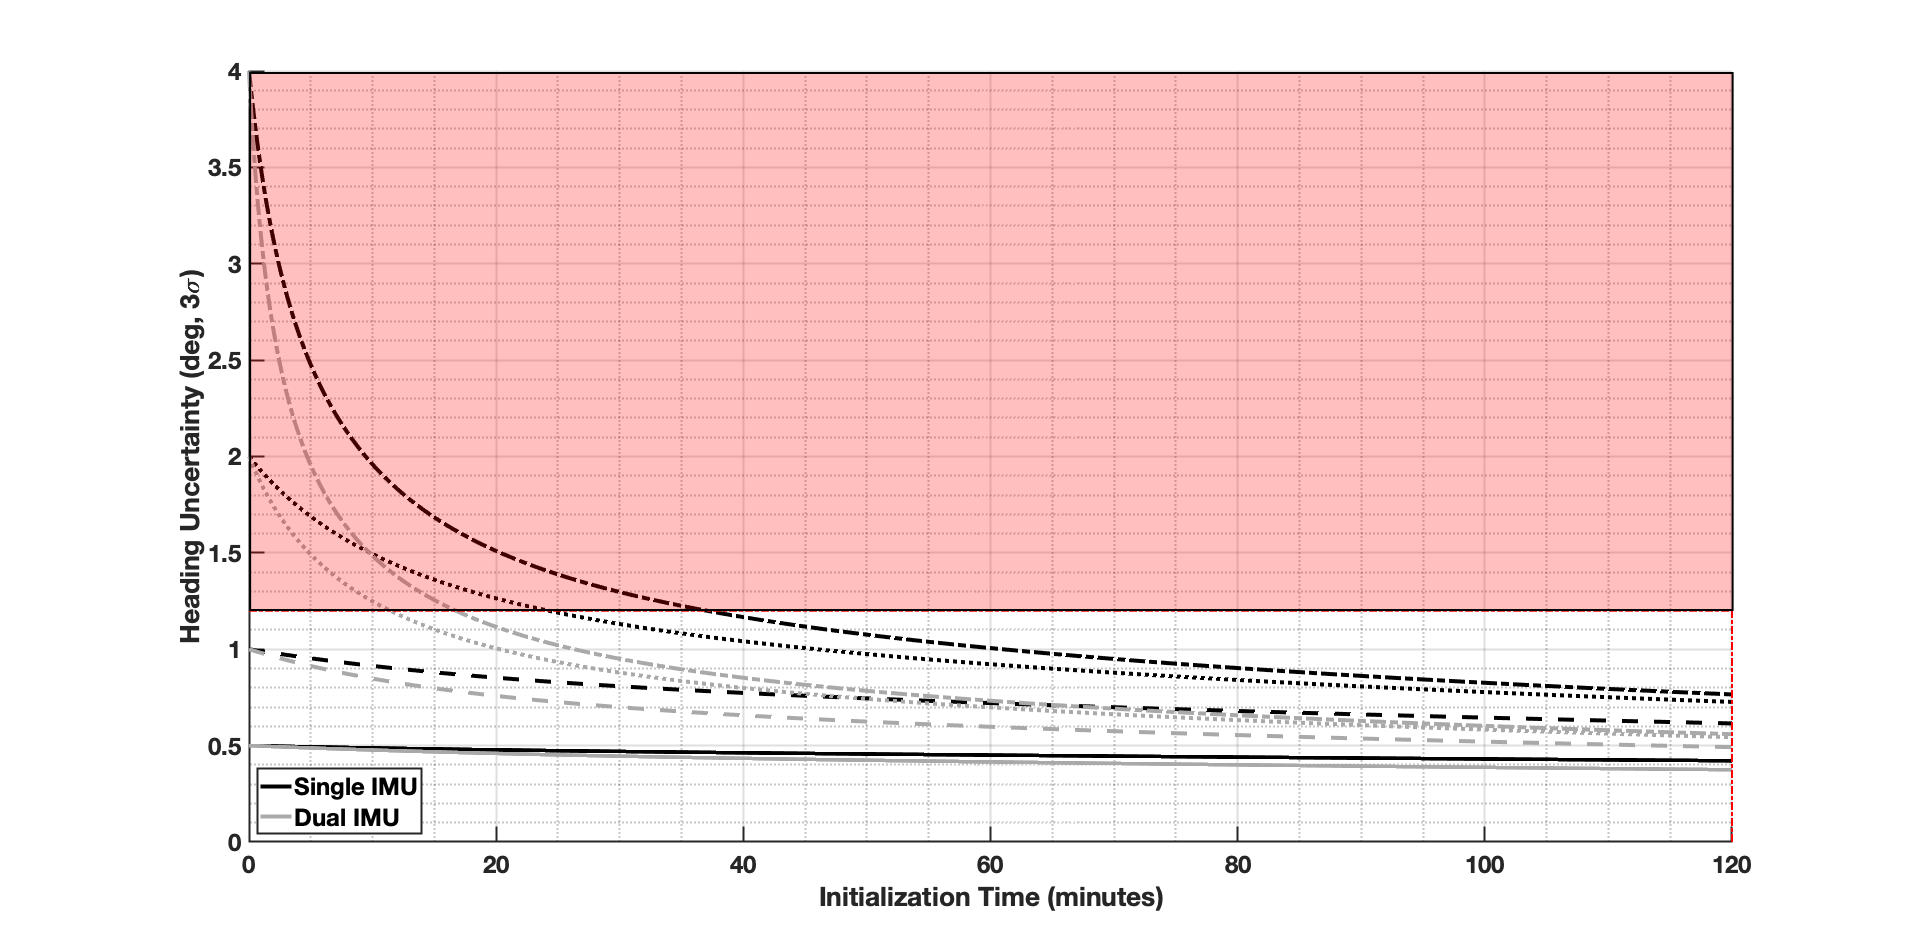 4
3.5
3
2.5
2
1.5
1
0.5
0
Heading Uncertainty (deg, 3σ)
Single IMU
Dual IMU
0 20 40 60 80 100 120
Initialization Time (minutes)